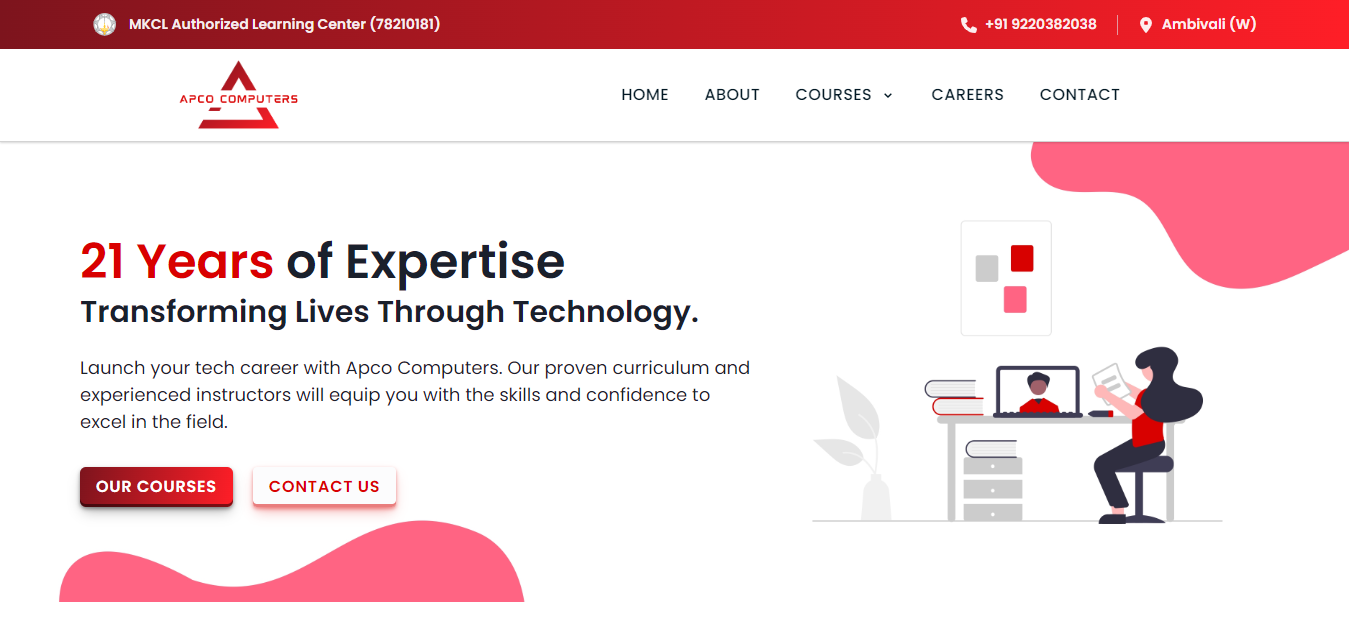 MKCL Authorized Learning Center (78210181)
+91 9220382038
Ambivali (W)
APCO COMPUTERS
HOME
ABOUT
COURSES
CAREERS
CONTACT
21 Years of Expertise
Transforming Lives Through Technology.
Launch your tech career with Apco Computers. Our proven curriculum and
experienced instructors will equip you with the skills and confidence to
excel in the field.
OUR COURSES
CONTACT US